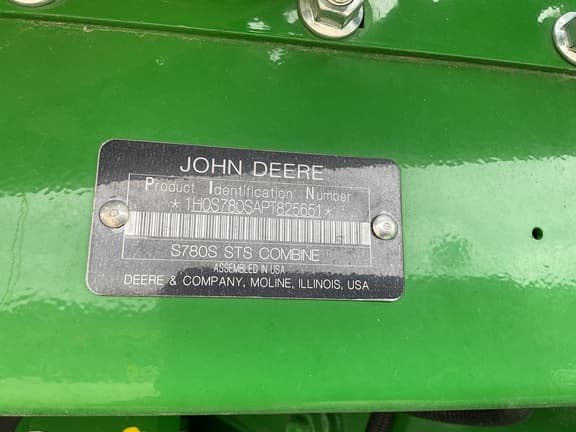 JOHN DEERE
Product Identification Number
*1H0S780SAPT825651*
S780S STS COMBINE
ASSEMBLED IN USA
DEERE & COMPANY, MOLINE, ILLINOIS, USA